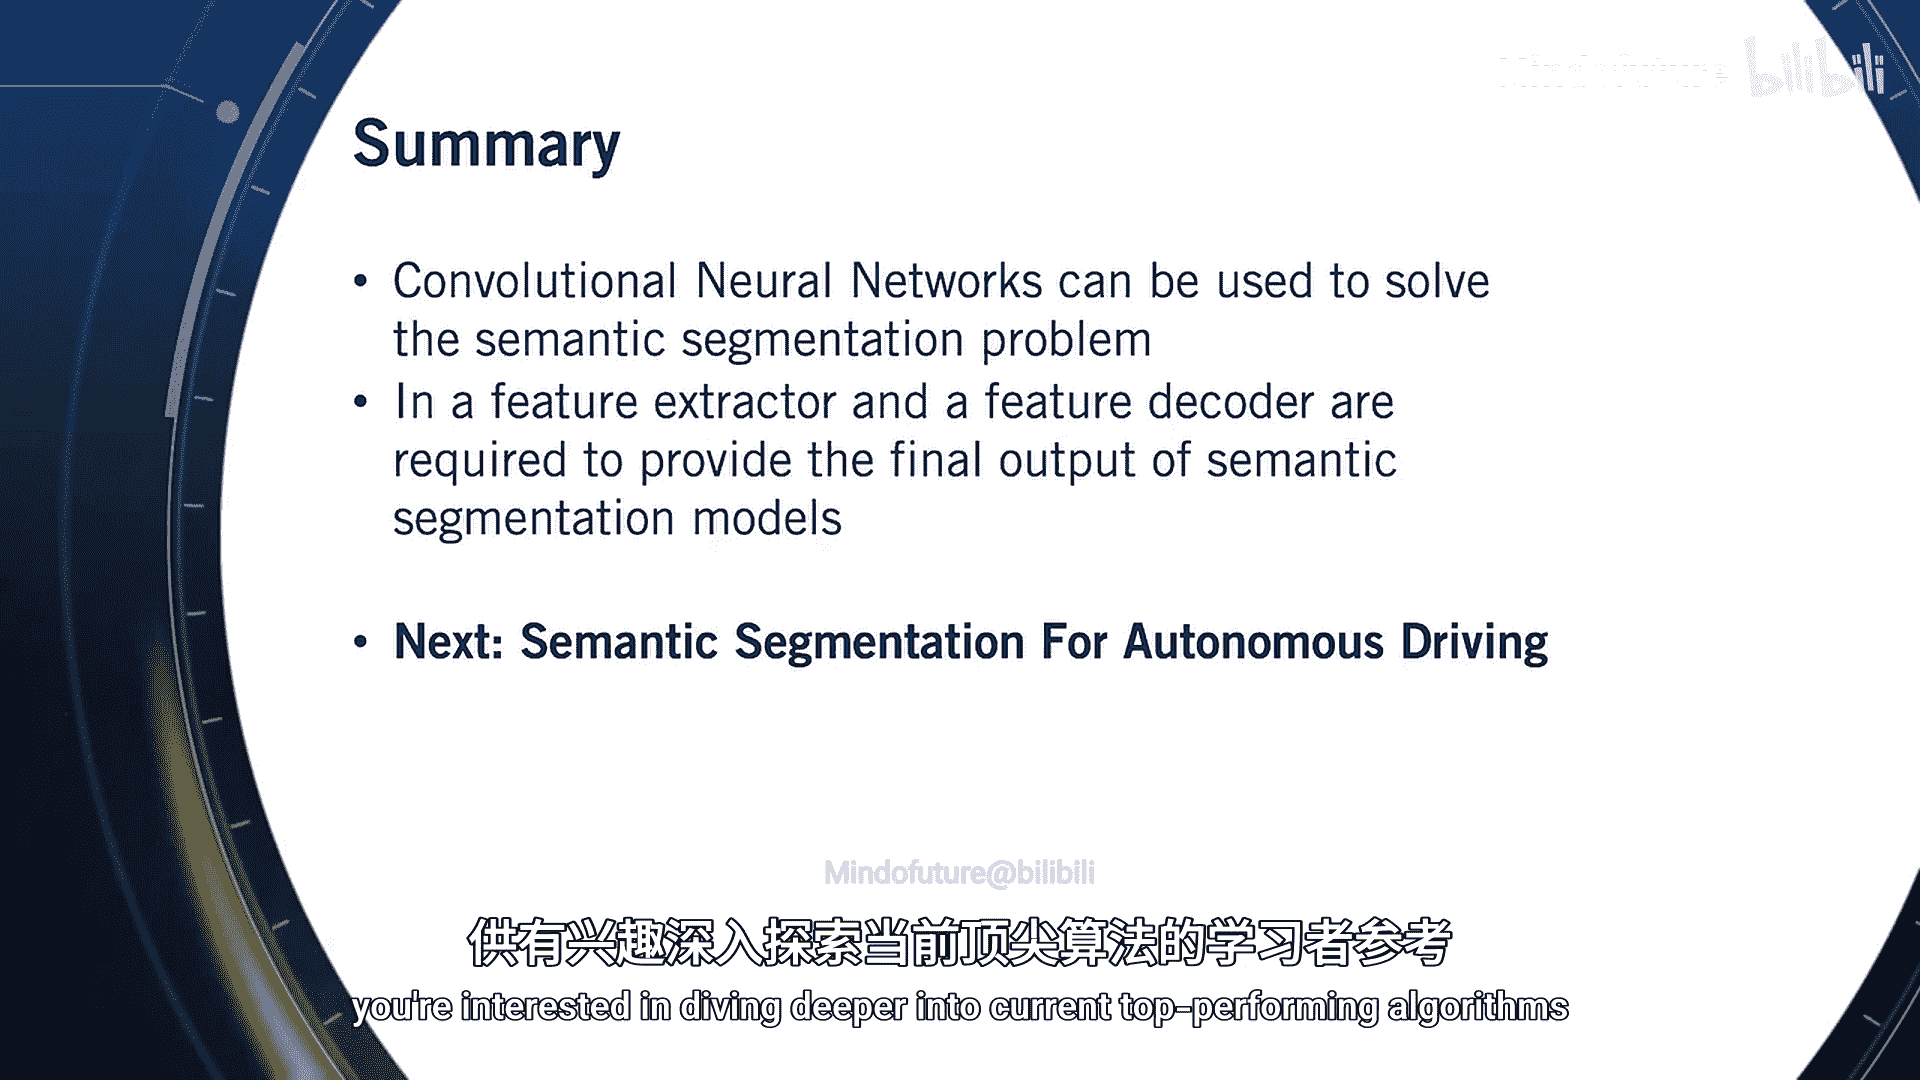 bilibili
Summary
• Convolutional Neural Networks can be used to solve
the semantic segmentation problem
• In a feature extractor and a feature decoder are
required to provide the final output of semantic
segmentation models
• Next: Semantic Segmentation For Autonomous Driving
Mindofuture@bilibili
供有兴趣深入探索当前顶尖算法的学习者参考
you're interested in diving deeper into current top-performing algorithms